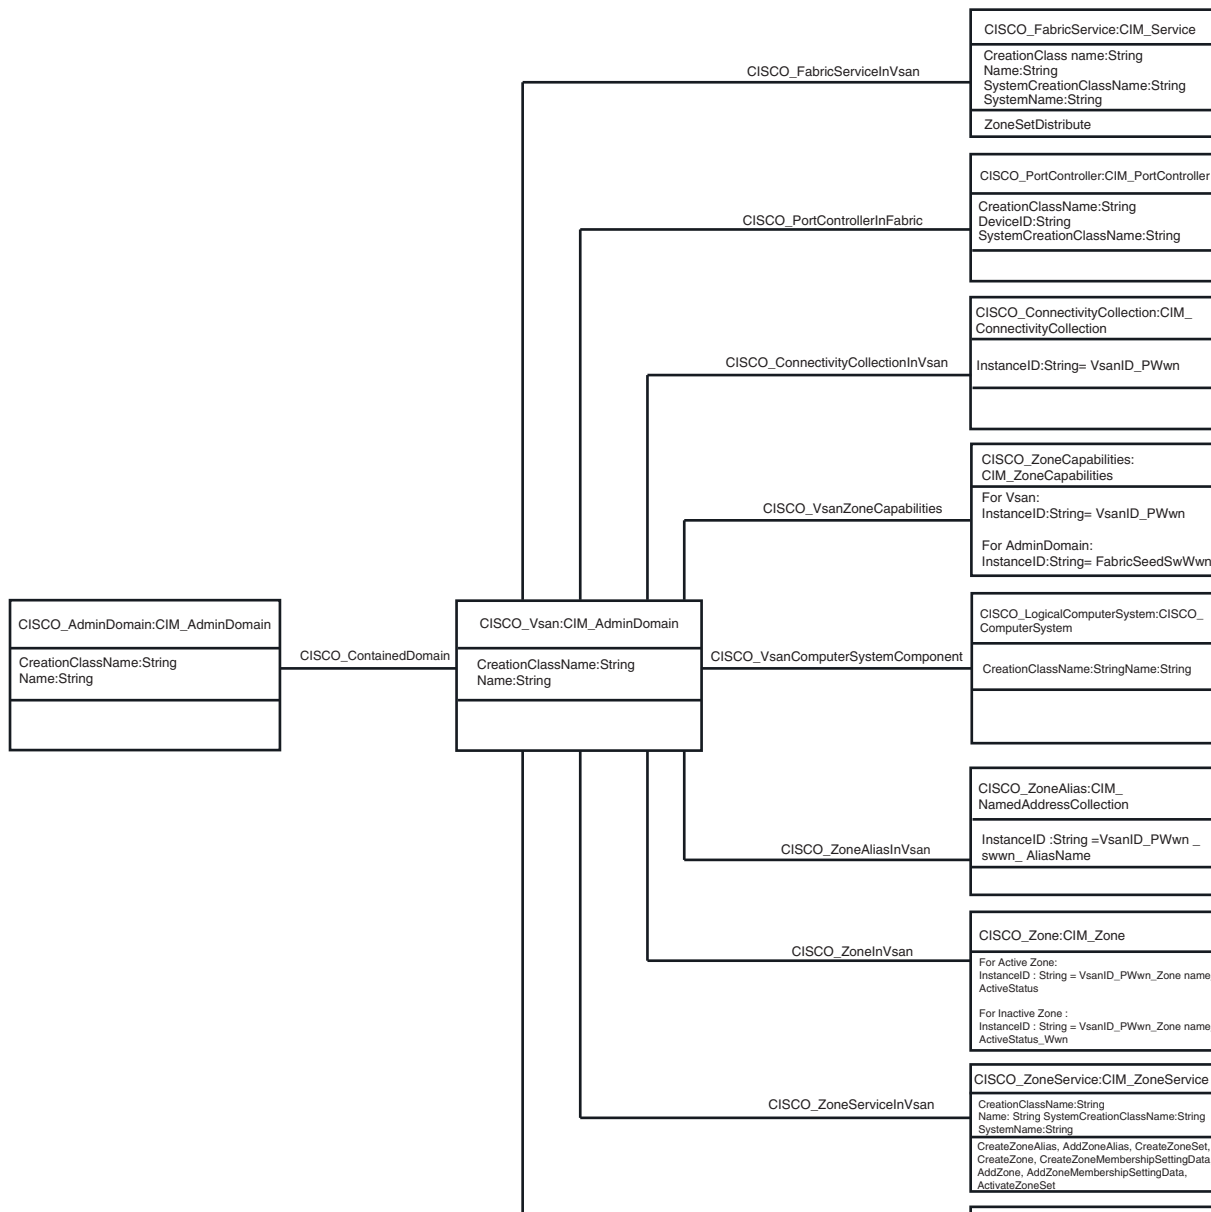 CISCO_FabricService:CIM_Service
CISCO_FabricServiceInVsan
CreationClass name:String
Name:String
SystemCreationClassName:String
SystemName:String
ZoneSetDistribute
CISCO_PortController:CIM_PortController
CISCO_PortControllerInFabric
CreationClassName:String
DeviceID:String
SystemCreationClassName:String
CISCO_ConnectivityCollection:CIM_
ConnectivityCollection
CISCO_ConnectivityCollectionInVsan
InstanceID:String= VsanID_PWwn
CISCO_ZoneCapabilities:
CIM_ZoneCapabilities
CISCO_VsanZoneCapabilities
For Vsan:
InstanceID:String= VsanID_PWwn
For AdminDomain:
InstanceID:String= FabricSeedSwWwn
CISCO_AdminDomain:CIM_AdminDomain
CreationClassName:String
Name:String
CISCO_ContainedDomain
CISCO_Vsan:CIM_AdminDomain
CreationClassName:String
Name:String
CISCO_VsanComputerSystemComponent
CISCO_LogicalComputerSystem:CISCO_
ComputerSystem
CreationClassName:StringName:String
CISCO_ZoneAlias:CIM_
NamedAddressCollection
CISCO_ZoneAliasInVsan
InstanceID :String =VsanID_PWwn _
swwn_ AliasName
CISCO_Zone:CIM_Zone
CISCO_ZoneInVsan
For Active Zone:
InstanceID : String = VsanID_PWwn_Zone name
ActiveStatus
For Inactive Zone :
InstanceID : String = VsanID_PWwn_Zone name
ActiveStatus_Wwn
CISCO_ZoneService:CIM_ZoneService
CISCO_ZoneServiceInVsan
CreationClassName:String
Name: String SystemCreationClassName:String
SystemName:String
CreateZoneAlias, AddZoneAlias, CreateZoneSet,
CreateZone, CreateZoneMembershipSettingData
AddZone, AddZoneMembershipSettingData,
ActivateZoneSet